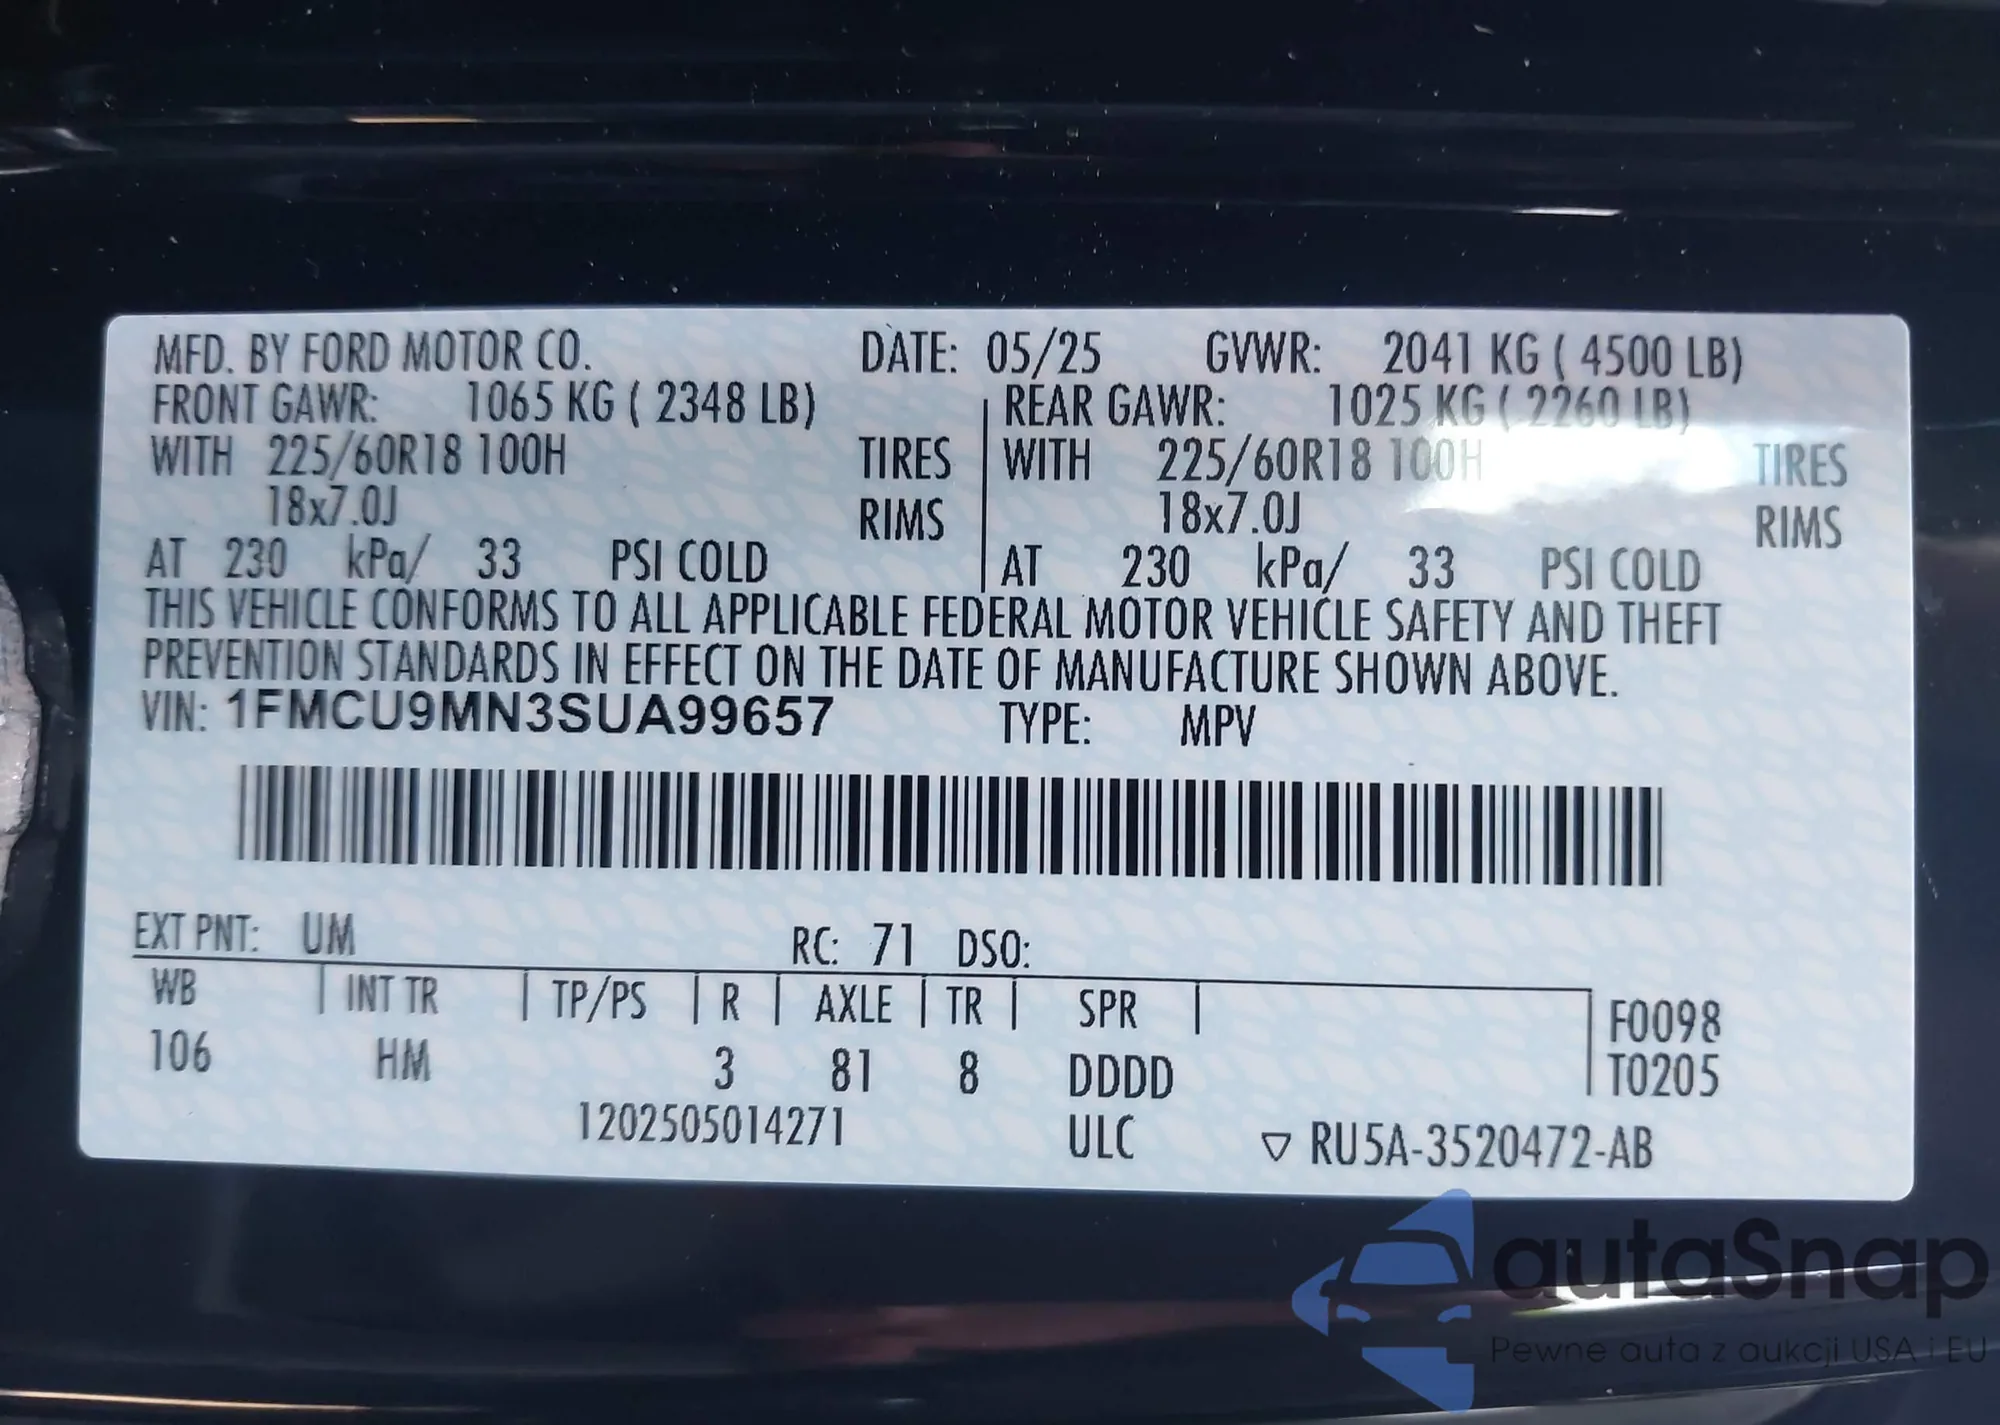 MFD. BY FORD MOTOR CO. DATE: 05/25 GVWR: 2041 KG ( 4500 LB)
FRONT GAWR: 1065 KG ( 2348 LB) REAR GAWR: 1025 KG ( 2260 LB)
WITH 225/60R18 100H TIRES WITH 225/60R18 100H TIRES
18x7.0J RIMS 18x7.0J RIMS
AT 230 kPa/ 33 PSI COLD AT 230 kPa/ 33 PSI COLD
THIS VEHICLE CONFORMS TO ALL APPLICABLE FEDERAL MOTOR VEHICLE SAFETY AND THEFT
PREVENTION STANDARDS IN EFFECT ON THE DATE OF MANUFACTURE SHOWN ABOVE.
VIN: 1FMCU9MN3SUA99657 TYPE: MPV
EXT PNT: UM RC: 71 DSO:
WB INT TR TP/PS R AXLE TR SPR F0098
106 HM 3 81 8 DDDD T0205
1202505014271 ULC ▽ RU5A-3520472-AB
autaSnap
Pewne auta z aukcji USA i EU